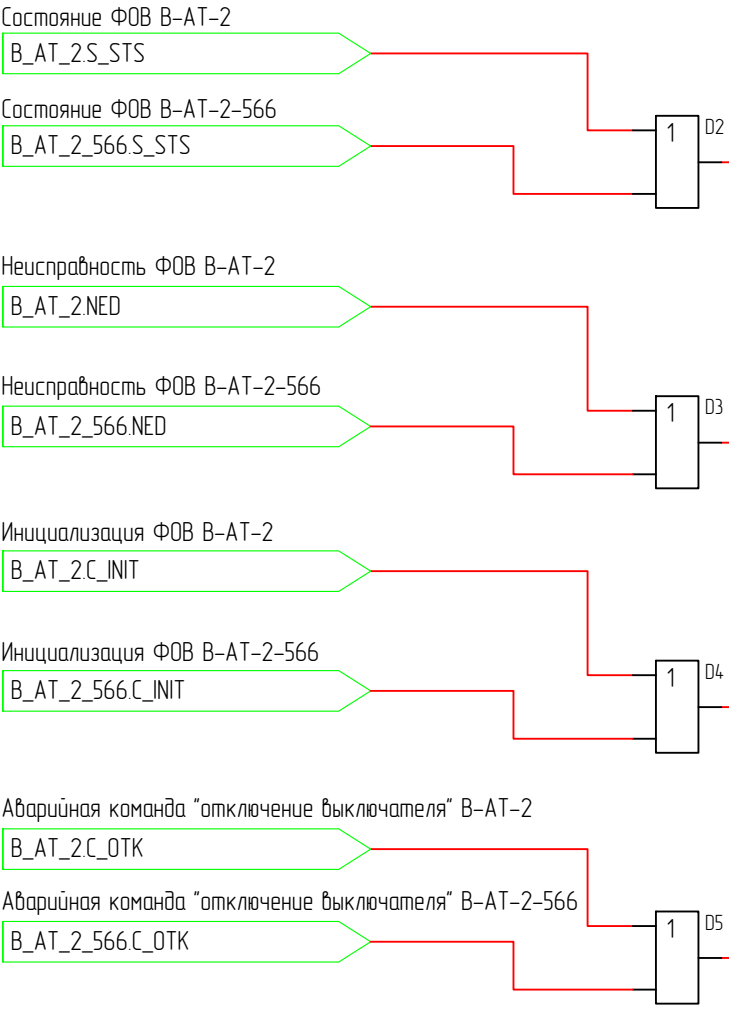 Состояние ФОВ В-АТ-2
B_AT_2.S_STS
Состояние ФОВ В-АТ-2-566
B_AT_2_566.S_STS
1
D2
Неисправность ФОВ В-АТ-2
B_AT_2.NED
Неисправность ФОВ В-АТ-2-566
B_AT_2_566.NED
1
D3
Инициализация ФОВ В-АТ-2
B_AT_2.C_INIT
Инициализация ФОВ В-АТ-2-566
B_AT_2_566.C_INIT
1
D4
Аварийная команда "отключение выключателя" В-АТ-2
B_AT_2.C_OTK
Аварийная команда "отключение выключателя" В-АТ-2-566
B_AT_2_566.C_OTK
1
D5